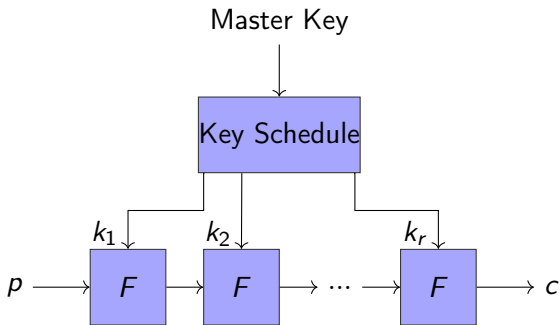 Master Key
Key Schedule
k₁ k₂ kᵣ
p F F ... F c